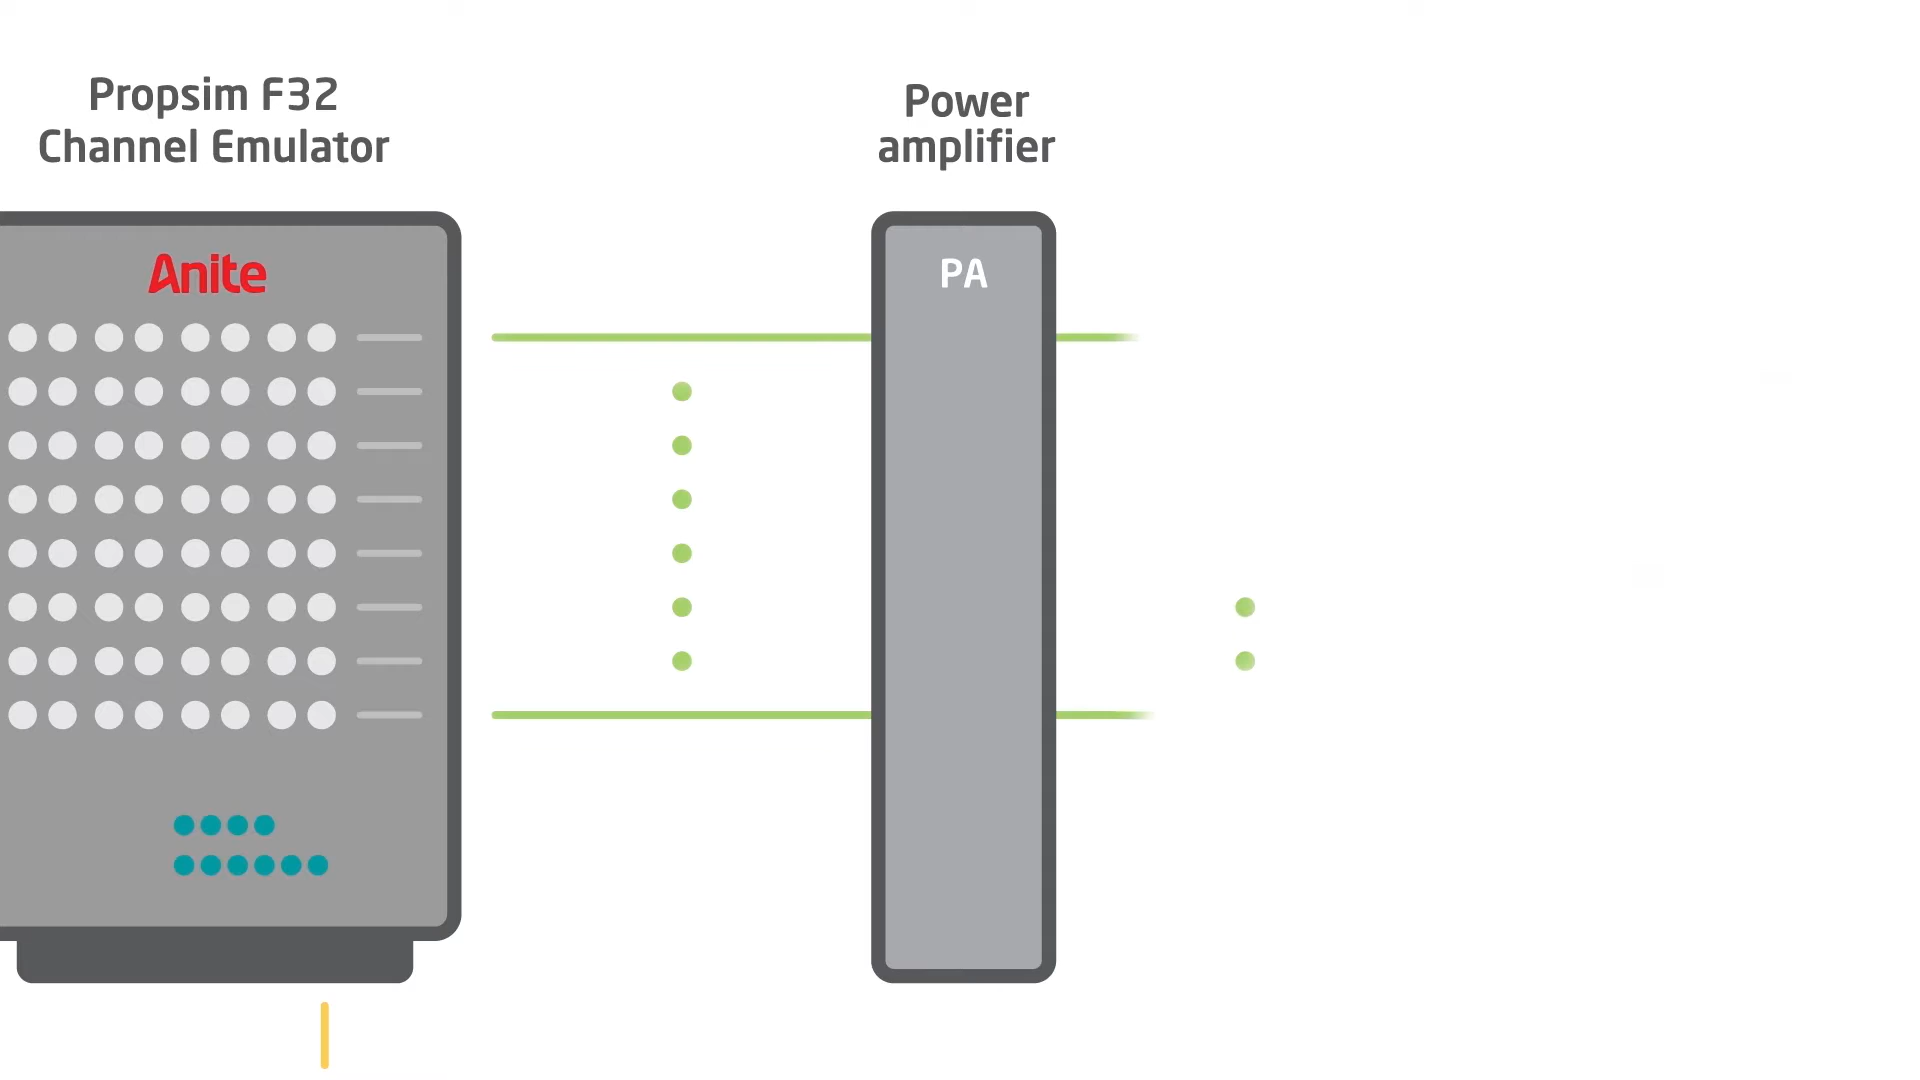 Propsim F32
Channel Emulator
Power
amplifier
Anite
PA